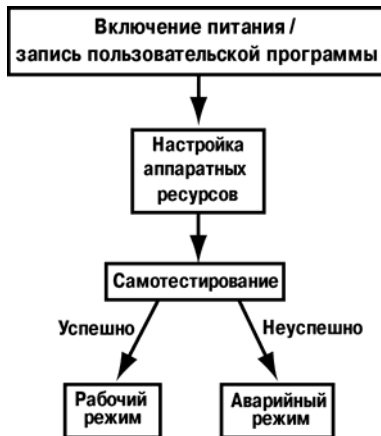 Включение питания /
запись пользовательской программы
Настройка
аппаратных
ресурсов
Самотестирование
Успешно
Неуспешно
Рабочий
режим
Аварийный
режим